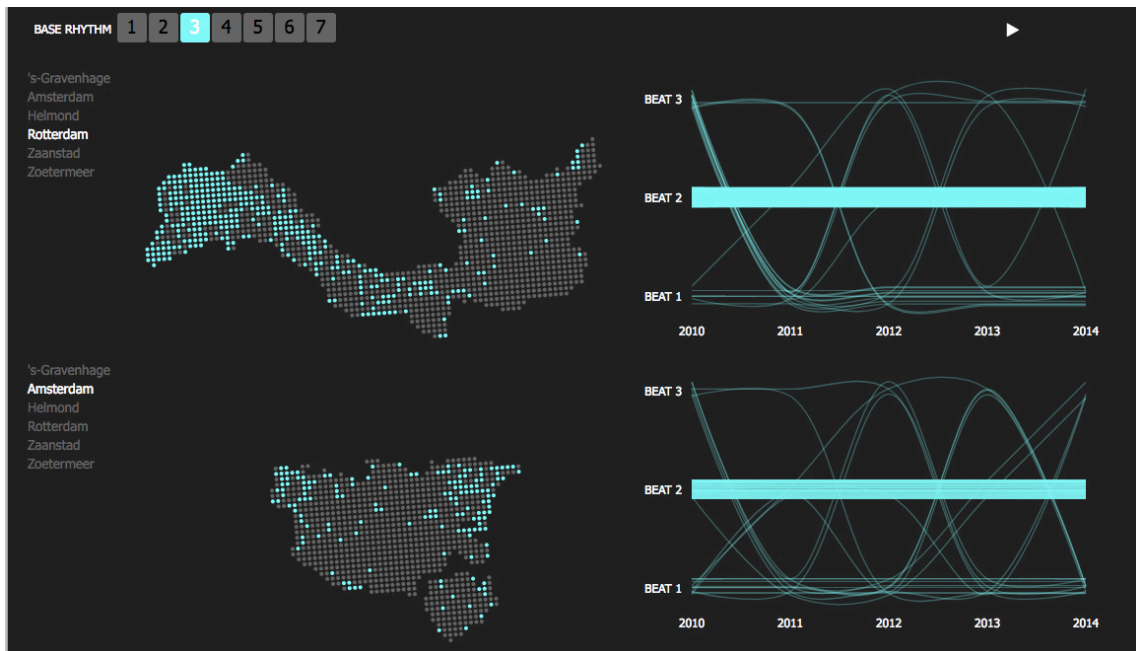 BASE RHYTHM 1 2 3 4 5 6 7
's-Gravenhage
Amsterdam
Helmond
Rotterdam
Zaanstad
Zoetermeer
BEAT 3
BEAT 2
BEAT 1
2010 2011 2012 2013 2014
's-Gravenhage
Amsterdam
Helmond
Rotterdam
Zaanstad
Zoetermeer
BEAT 3
BEAT 2
BEAT 1
2010 2011 2012 2013 2014